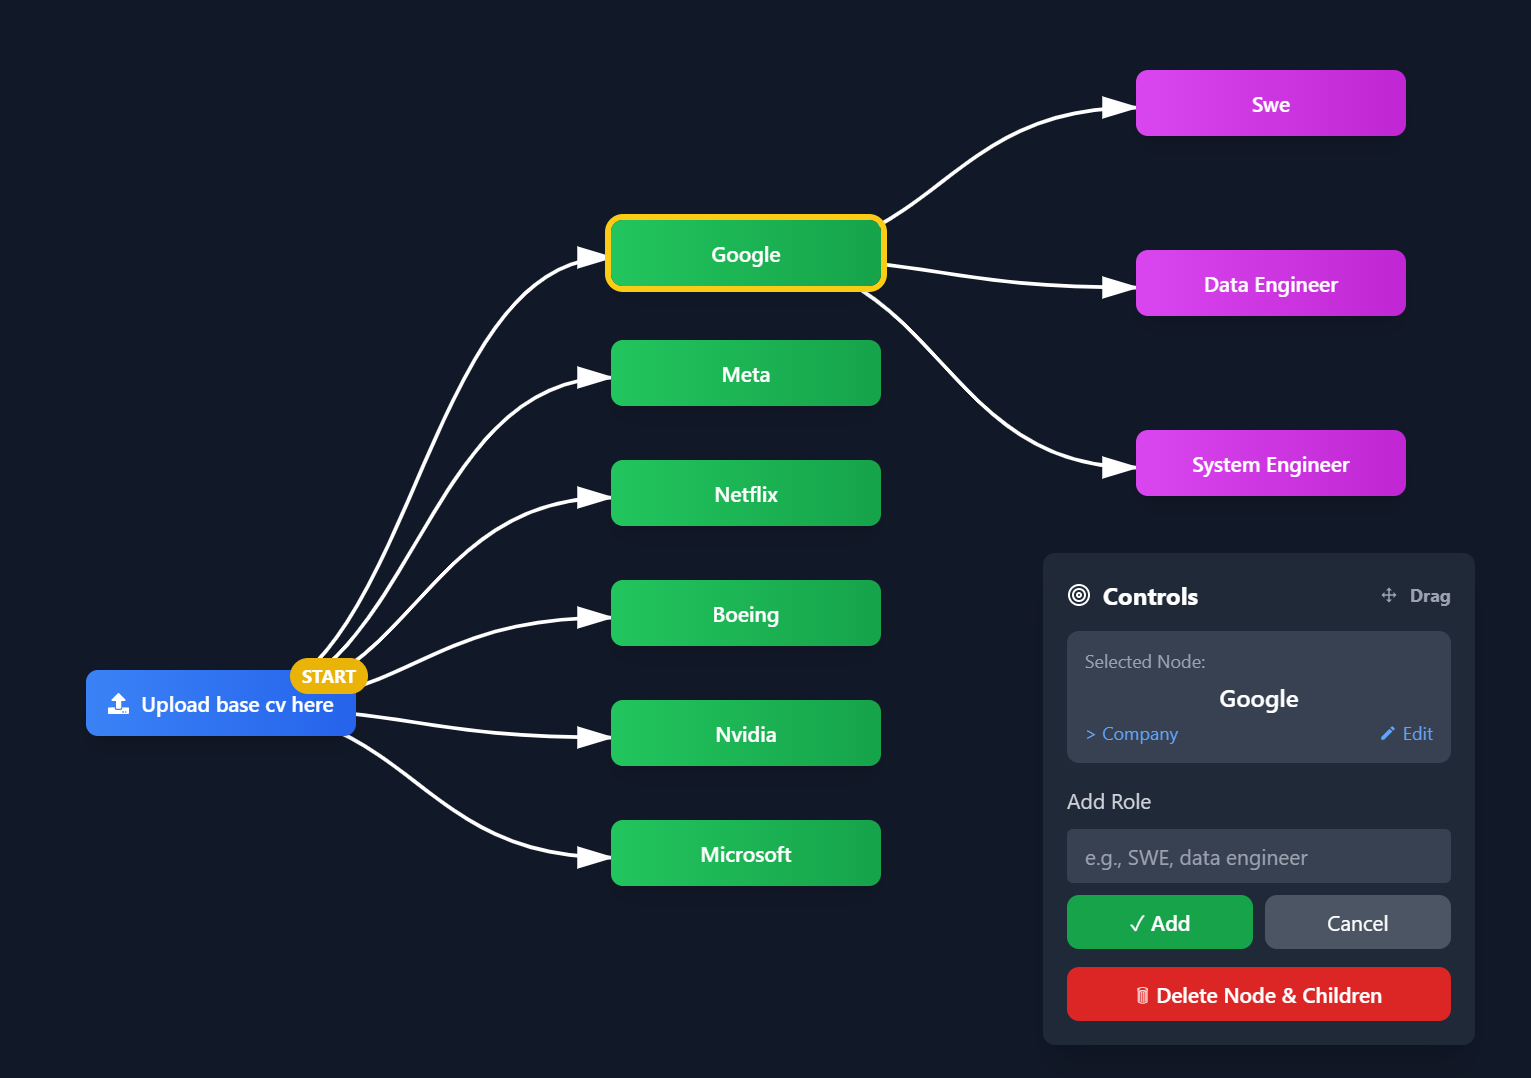 Swe
Google
Data Engineer
Meta
System Engineer
Netflix
Boeing
START
Upload base cv here
Nvidia
Microsoft
Controls
Drag
Selected Node:
Google
> Company
Edit
Add Role
e.g., SWE, data engineer
✓ Add
Cancel
Delete Node & Children